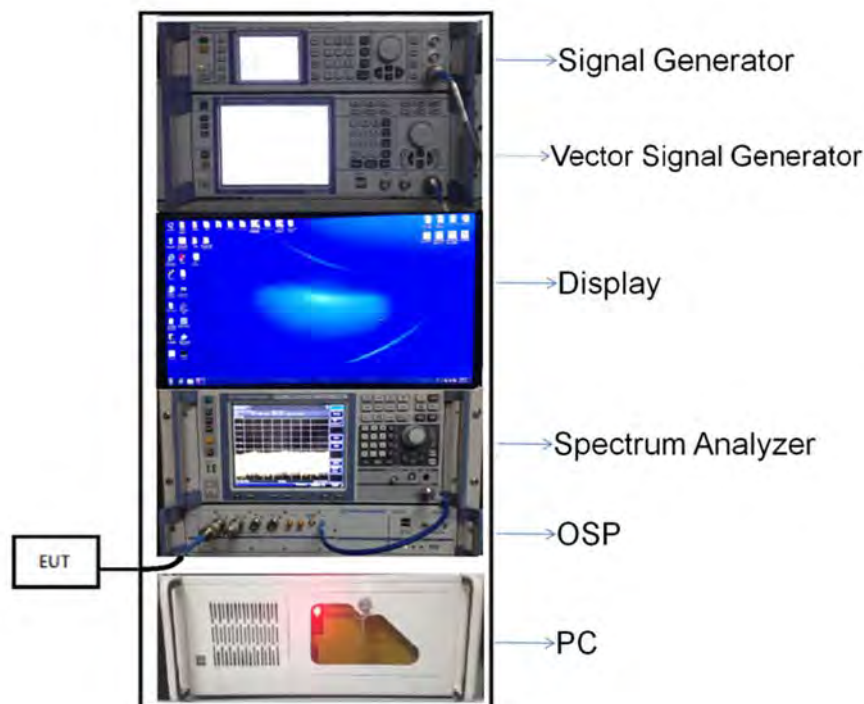 Signal Generator
Vector Signal Generator
Display
Spectrum Analyzer
OSP
EUT
PC